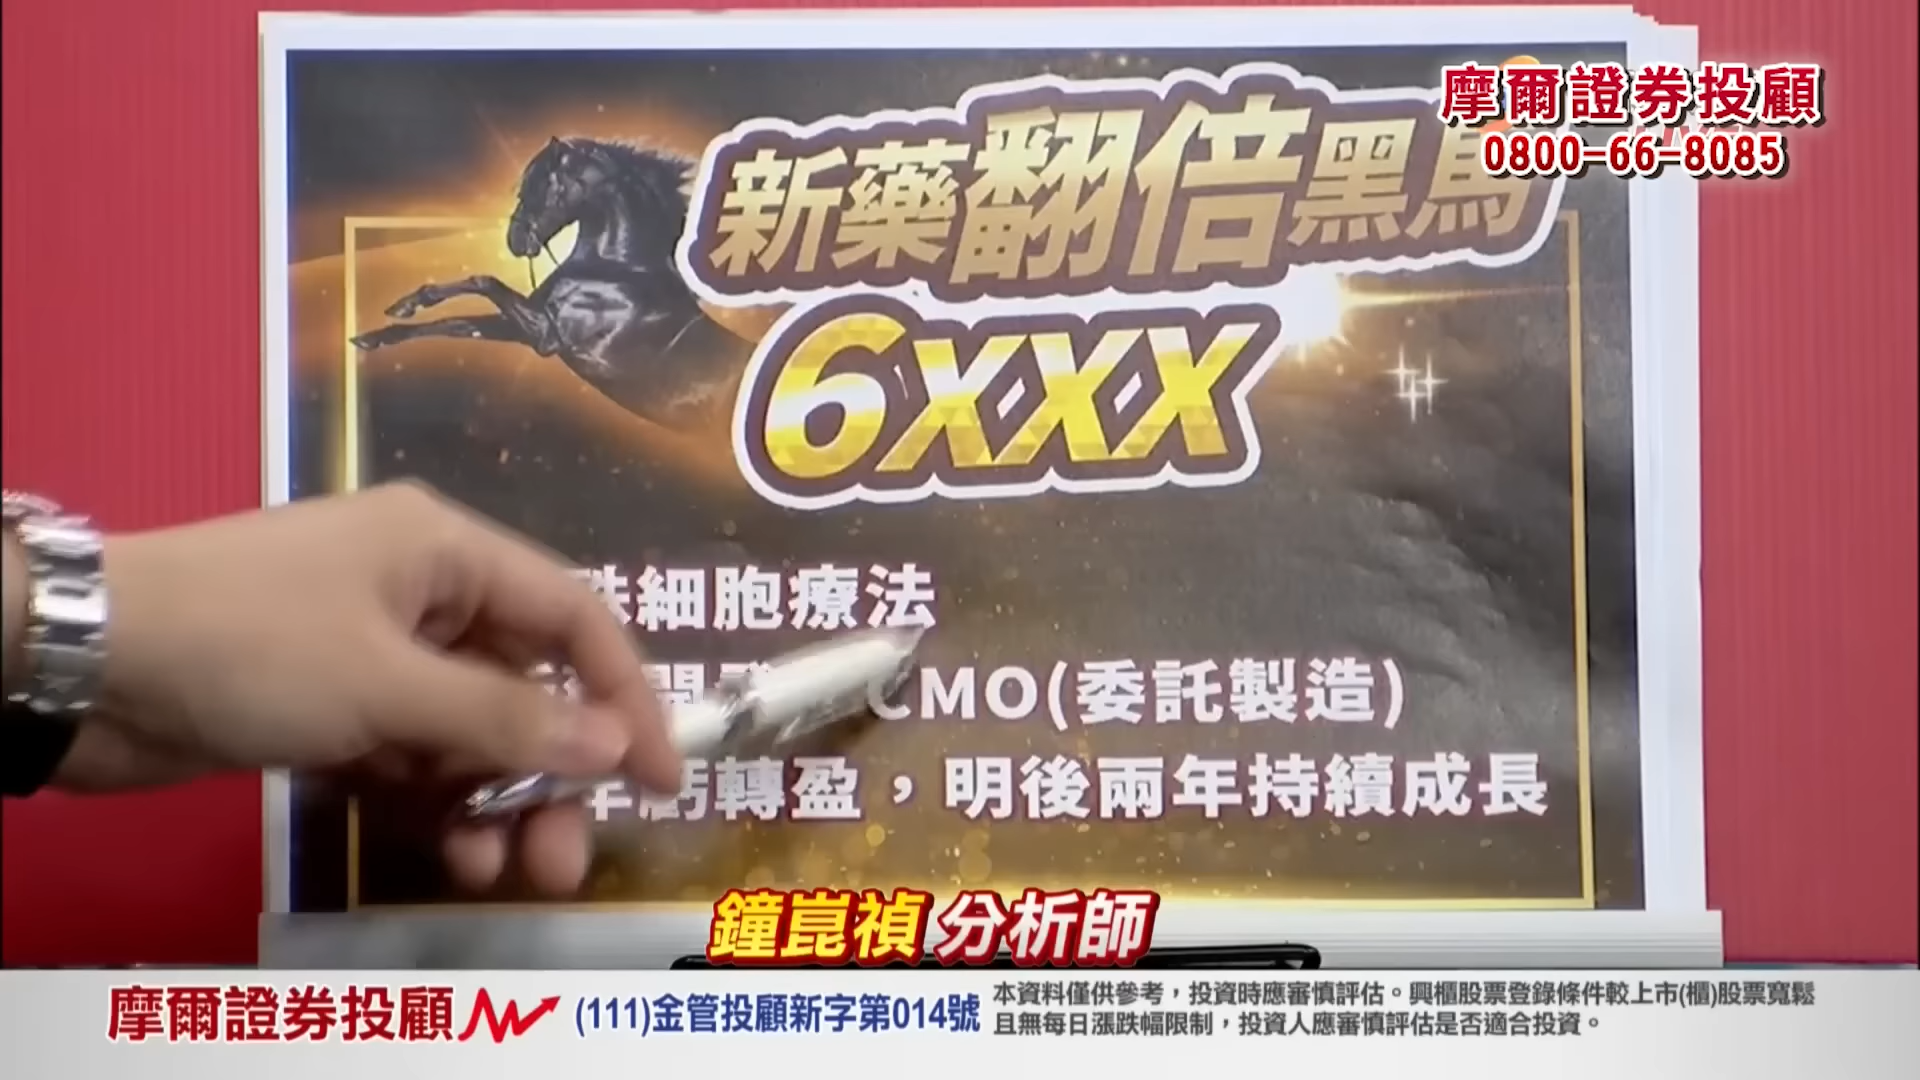 摩爾證券投顧
0800-66-8085
新藥翻倍黑馬
6xxx
細胞療法
CMO(委託製造)
轉盈，明後兩年持續成長
鐘崑禎 分析師
摩爾證券投顧
(111)金管投顧新字第014號
本資料僅供參考，投資時應審慎評估。興櫃股票登錄條件較上市(櫃)股票寬鬆
且無每日漲跌幅限制，投資人應審慎評估是否適合投資。